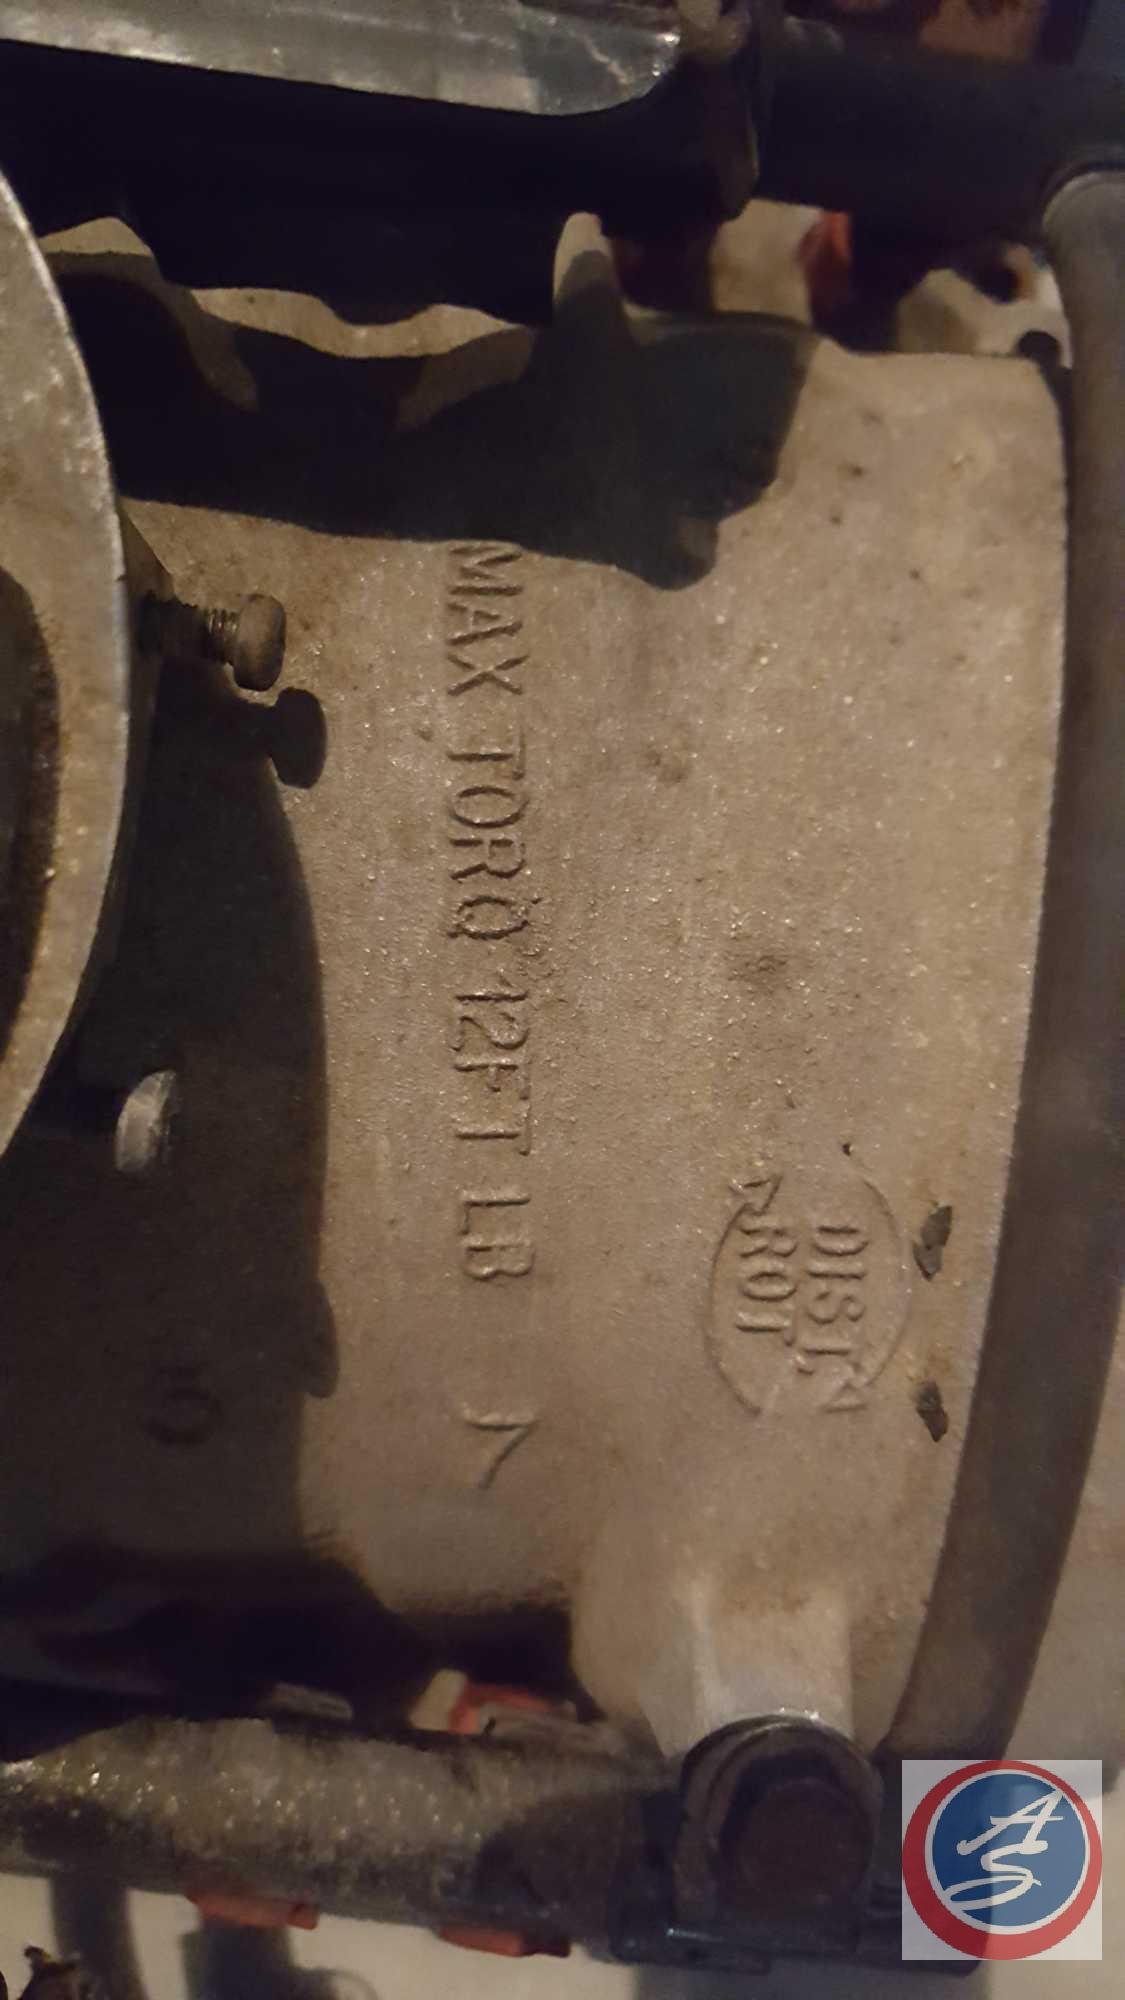 MAX TORQ 12FT LB 7
DIST.
ROT
AS